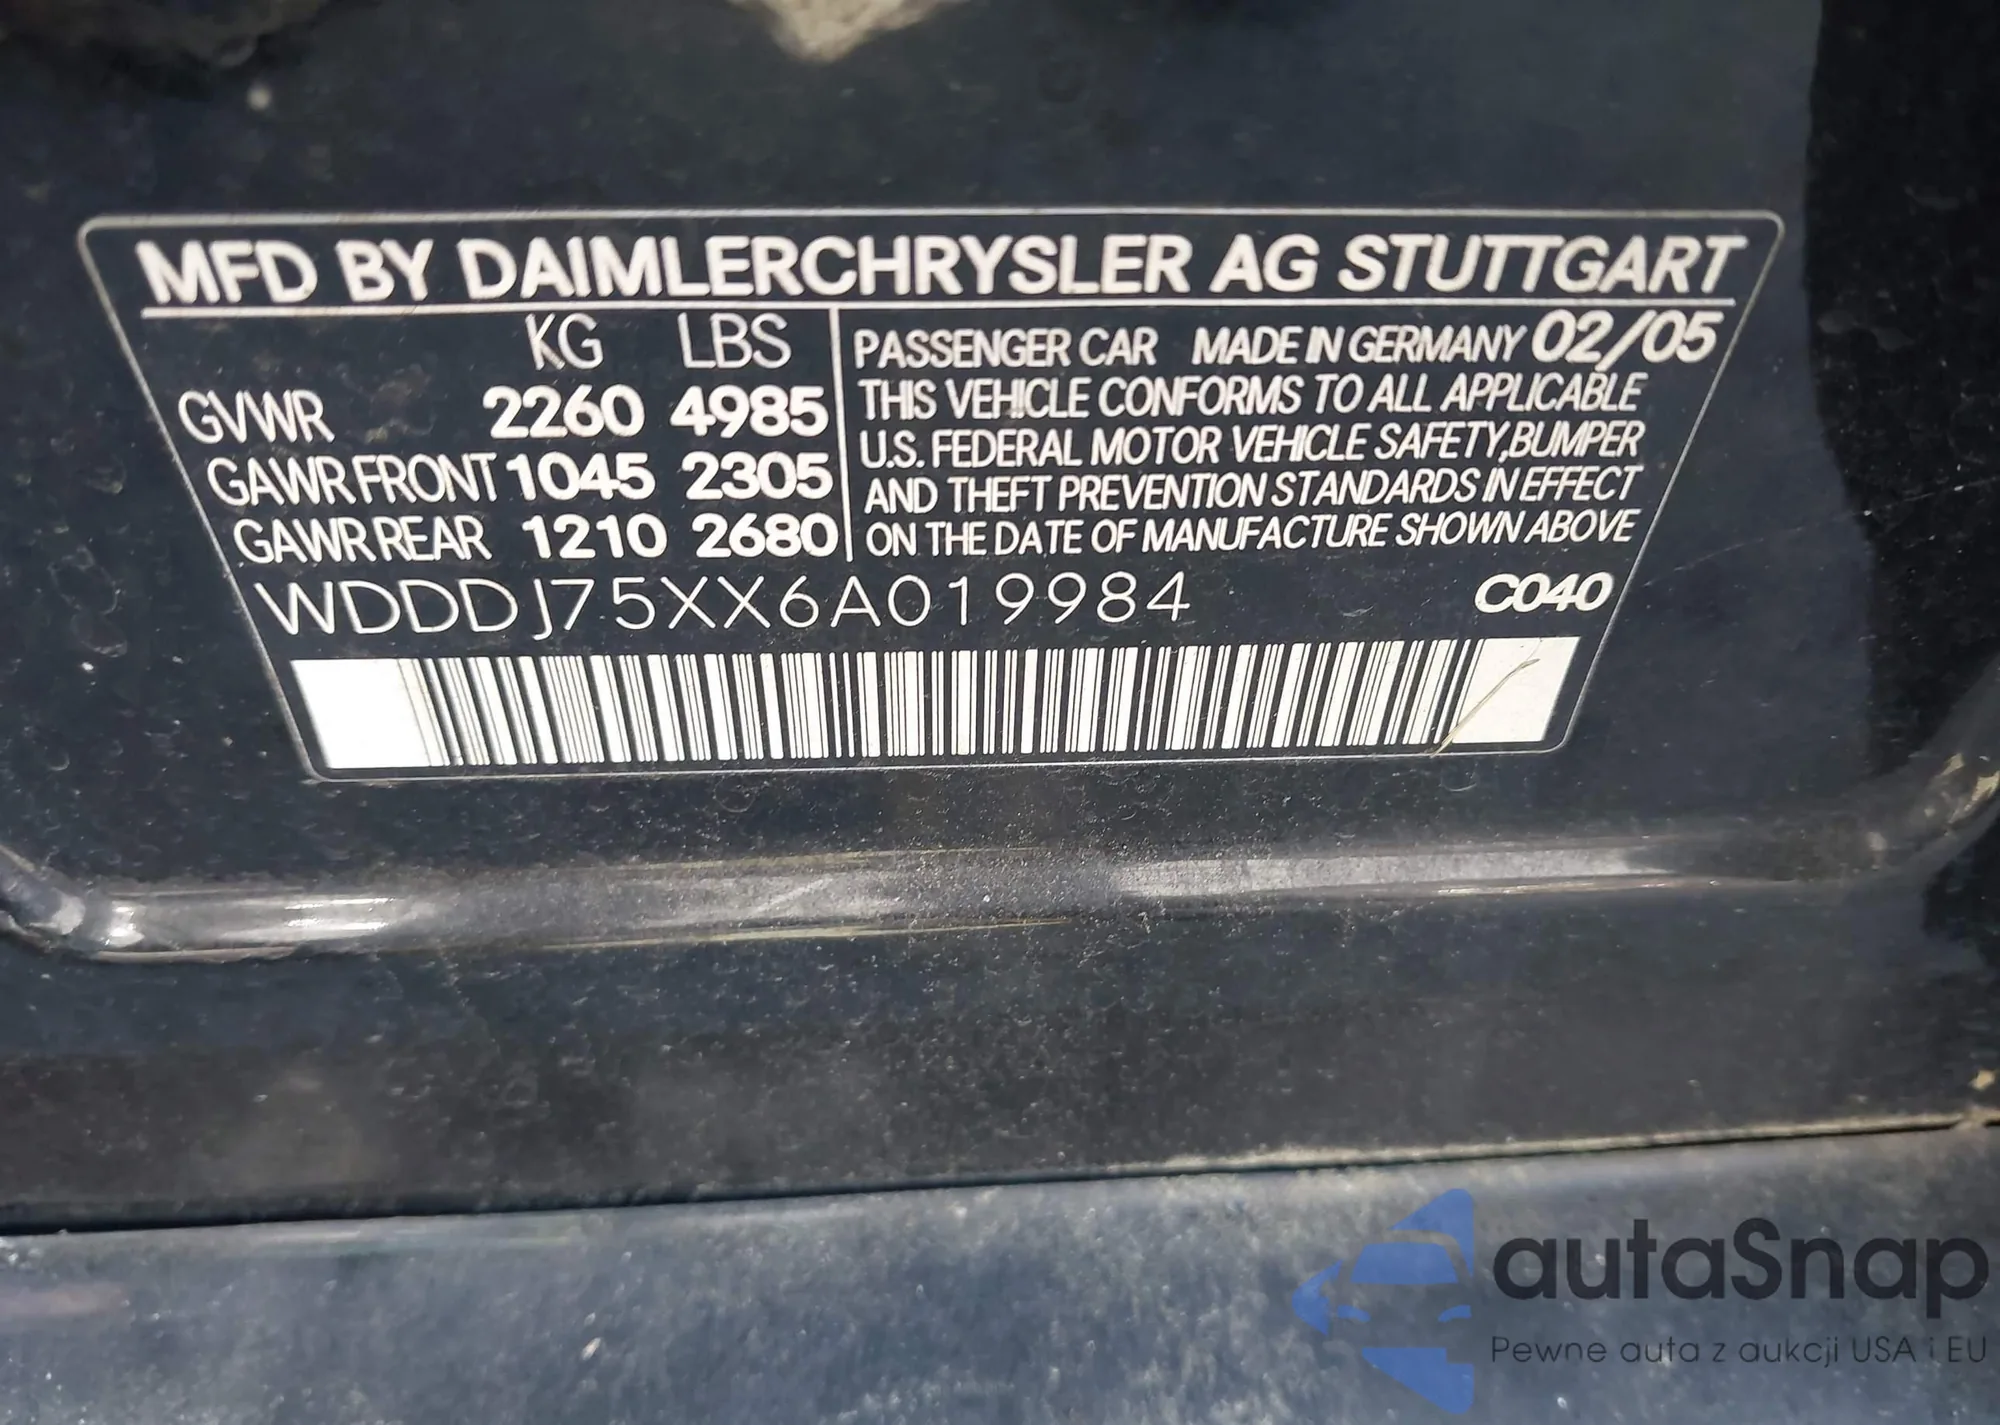 MFD BY DAIMLERCHRYSLER AG STUTTGART
KG LBS
GVWR 2260 4985
GAWR FRONT 1045 2305
GAWR REAR 1210 2680
PASSENGER CAR MADE IN GERMANY 02/05
THIS VEHICLE CONFORMS TO ALL APPLICABLE
U.S. FEDERAL MOTOR VEHICLE SAFETY,BUMPER
AND THEFT PREVENTION STANDARDS IN EFFECT
ON THE DATE OF MANUFACTURE SHOWN ABOVE
WDDDJ75XX6A019984 C040
autaSnap
Pewne auta z aukcji USA i EU